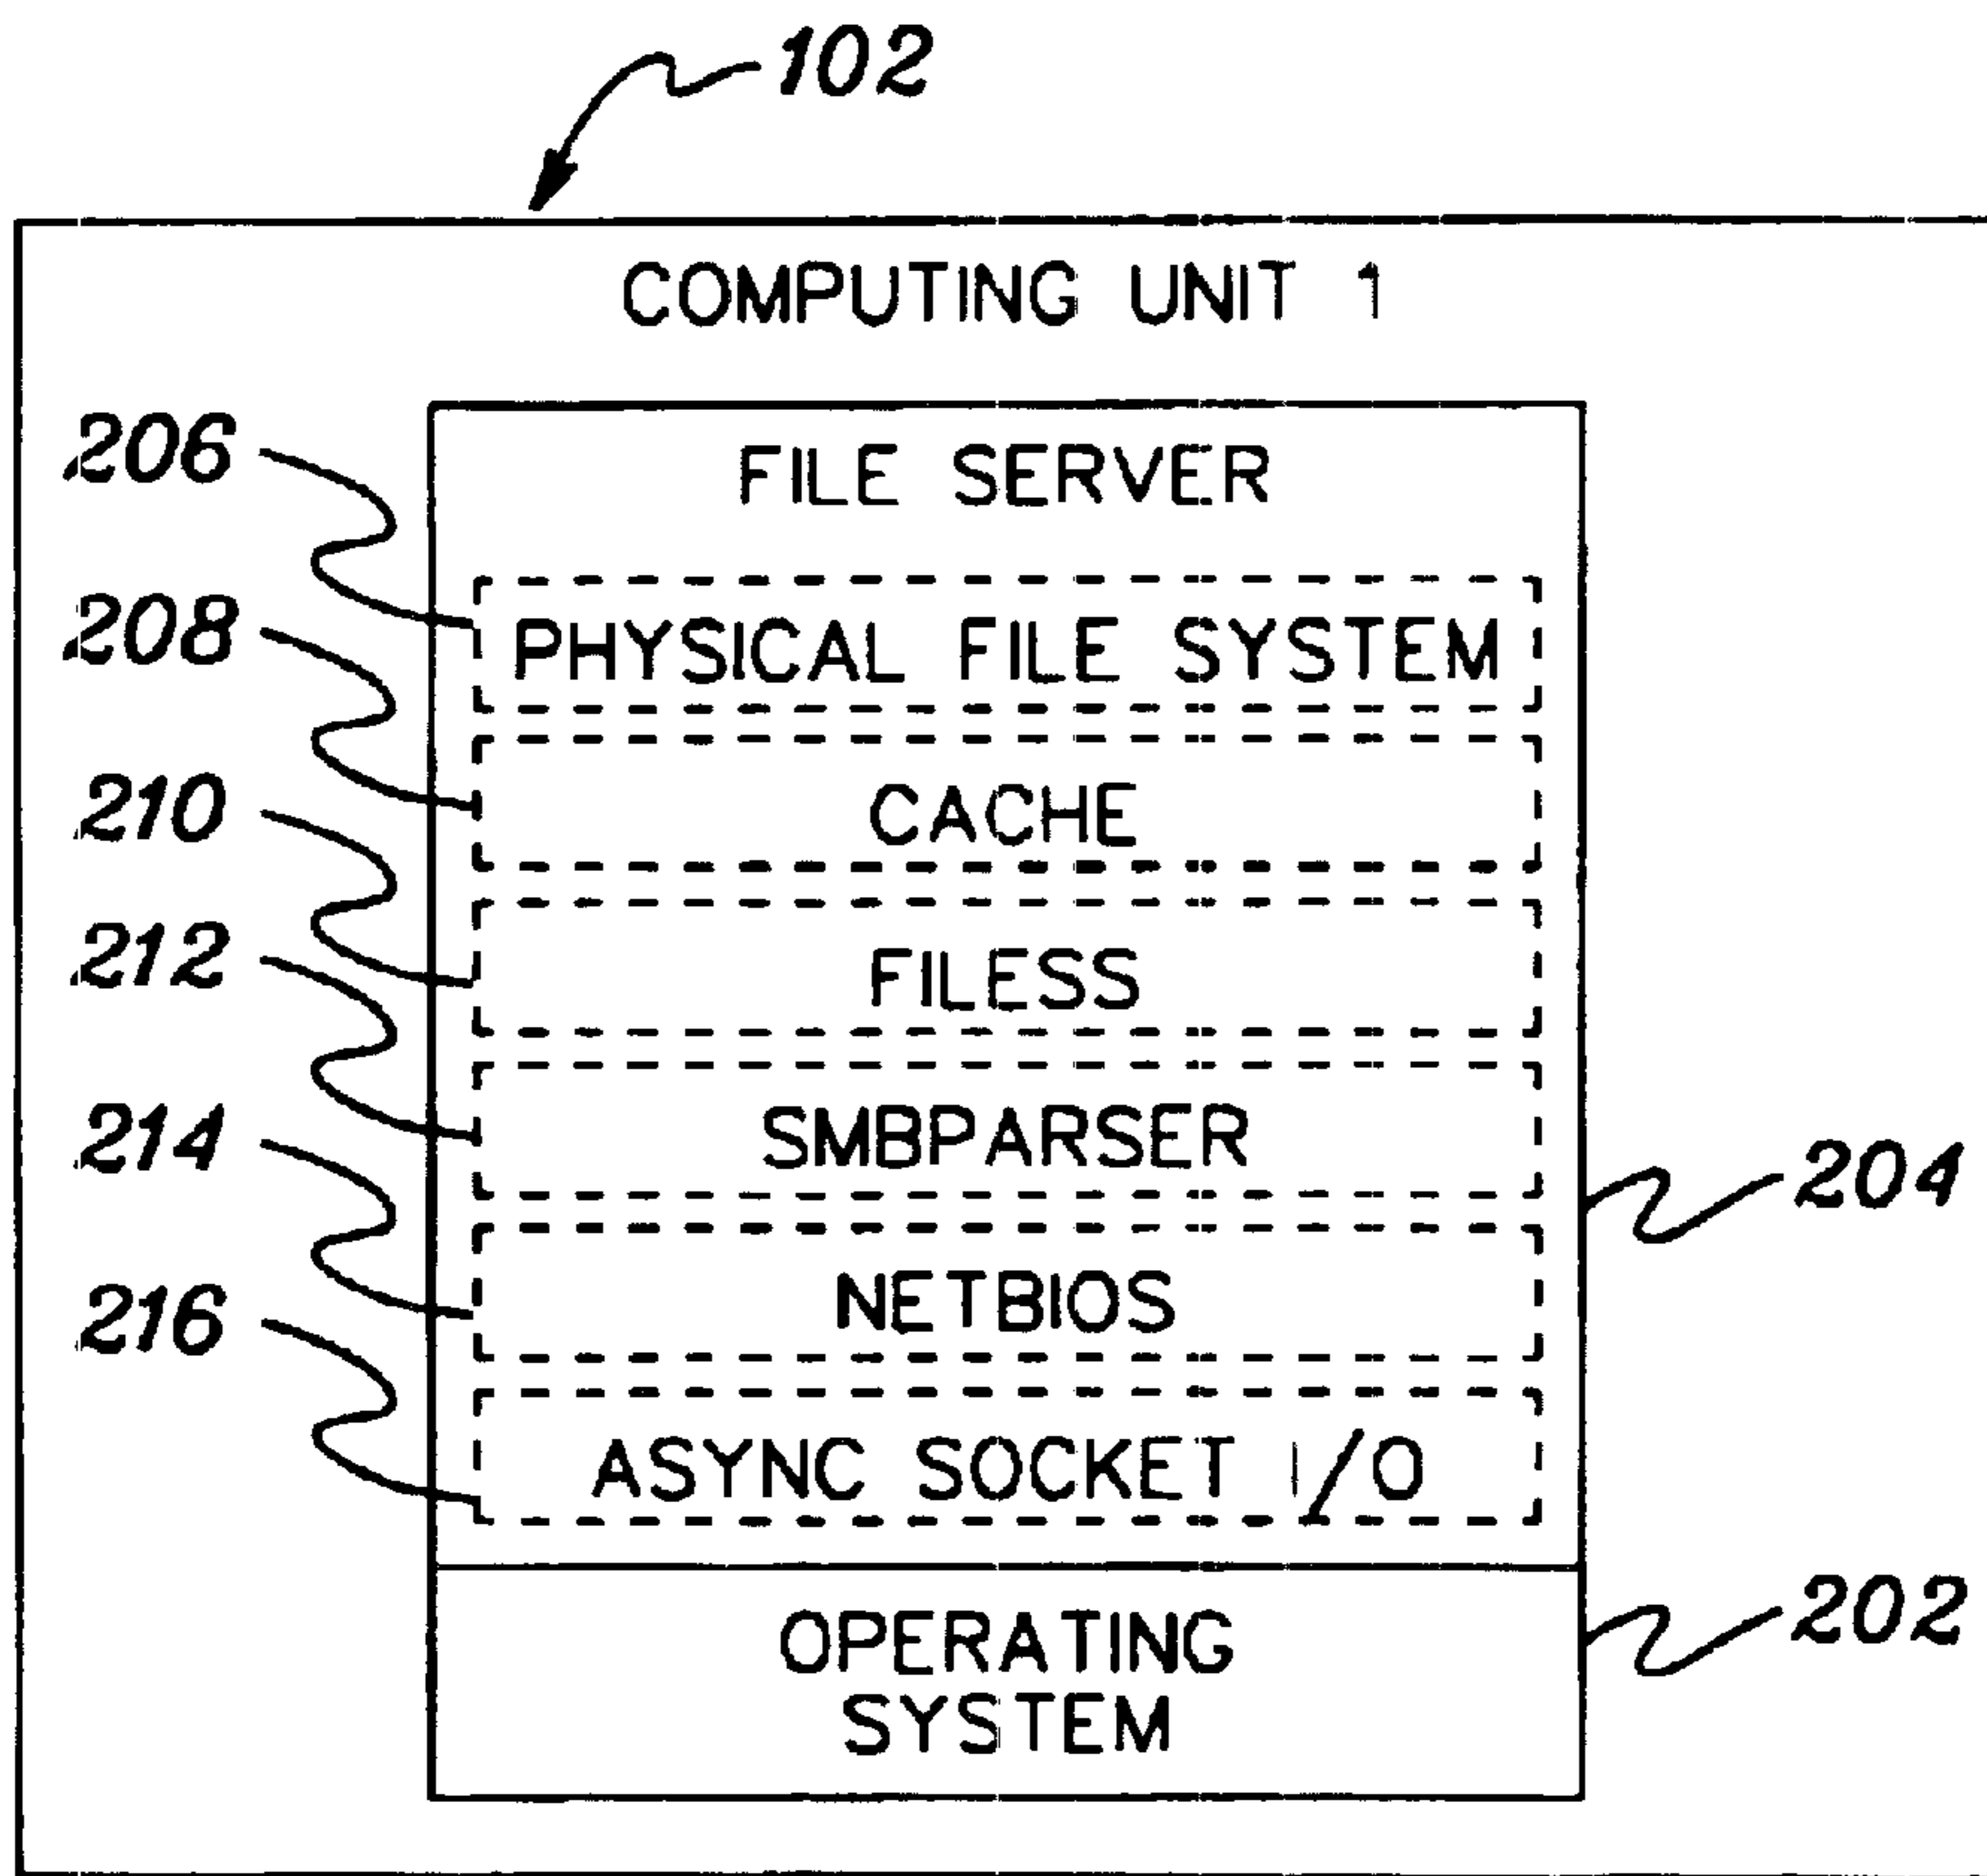 102
COMPUTING UNIT 1
206
FILE SERVER
208
PHYSICAL FILE SYSTEM
210
CACHE
212
FILESS
214
SMBPARSER
204
216
NETBIOS
ASYNC SOCKET I/O
202
OPERATING
SYSTEM